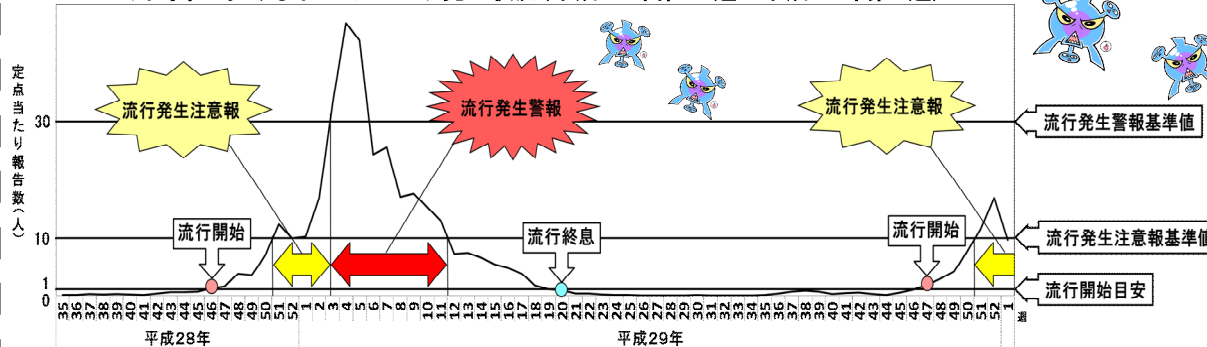 定点当たり報告数(人)
30
10
1
0
流行発生注意報
流行発生警報
流行発生注意報
流行発生警報基準値
流行開始
流行終息
流行開始
流行発生注意報基準値
流行開始目安
35 36 37 38 39 40 41 42 43 44 45 46 47 48 49 50 51 52 1 2 3 4 5 6 7 8 9 10 11 12 13 14 15 16 17 18 19 20 21 22 23 24 25 26 27 28 29 30 31 32 33 34 35 36 37 38 39 40 41 42 43 44 45 46 47 48 49 50 51 52 1 週
平成28年
平成29年